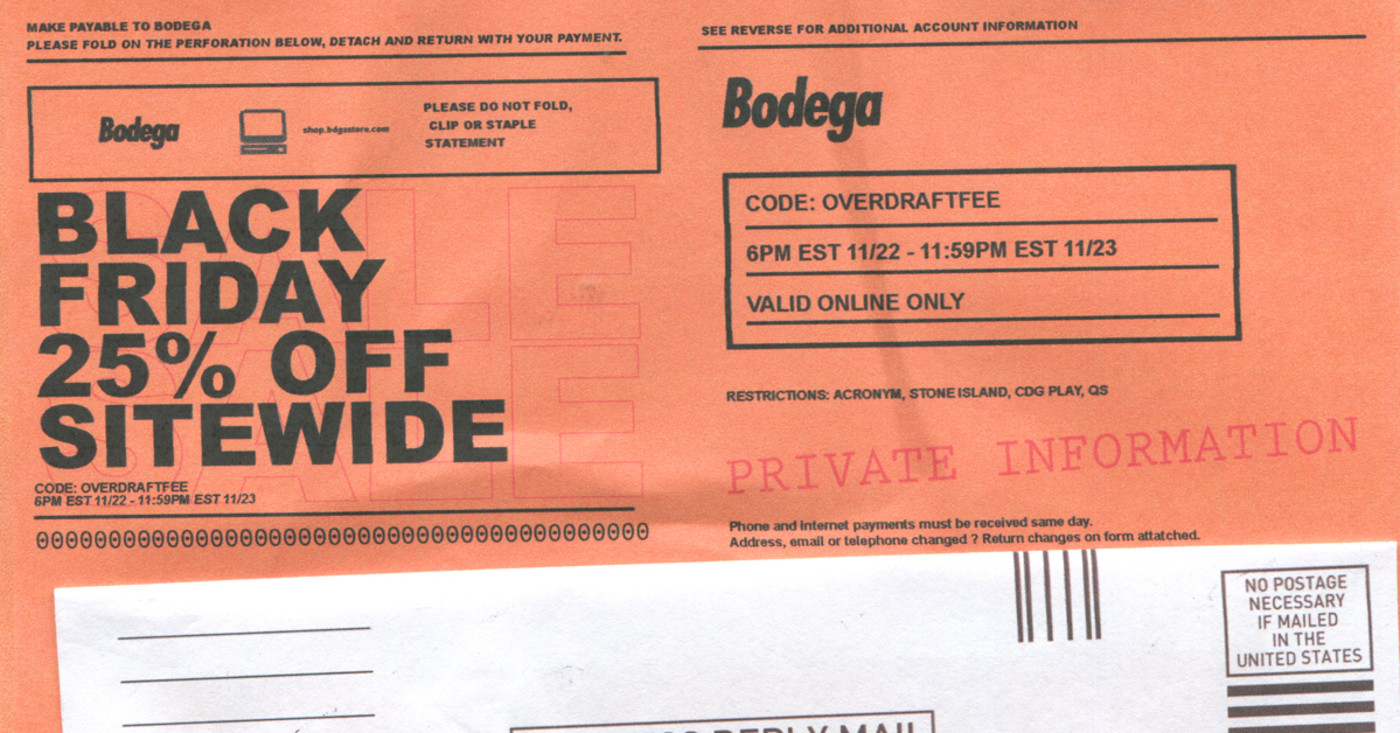 MAKE PAYABLE TO BODEGA
PLEASE FOLD ON THE PERFORATION BELOW, DETACH AND RETURN WITH YOUR PAYMENT.
Bodega
shop.bdgastore.com
PLEASE DO NOT FOLD,
CLIP OR STAPLE
STATEMENT
SALE
SALE
BLACK
FRIDAY
25% OFF
SITEWIDE
CODE: OVERDRAFTFEE
6PM EST 11/22 - 11:59PM EST 11/23
000000000000000000000000000000000000000000
SEE REVERSE FOR ADDITIONAL ACCOUNT INFORMATION
Bodega
CODE: OVERDRAFTFEE
6PM EST 11/22 - 11:59PM EST 11/23
VALID ONLINE ONLY
RESTRICTIONS: ACRONYM, STONE ISLAND, CDG PLAY, QS
PRIVATE INFORMATION
Phone and internet payments must be received same day.
Address, email or telephone changed ? Return changes on form attatched.
NO POSTAGE
NECESSARY
IF MAILED
IN THE
UNITED STATES
REPLY MAIL